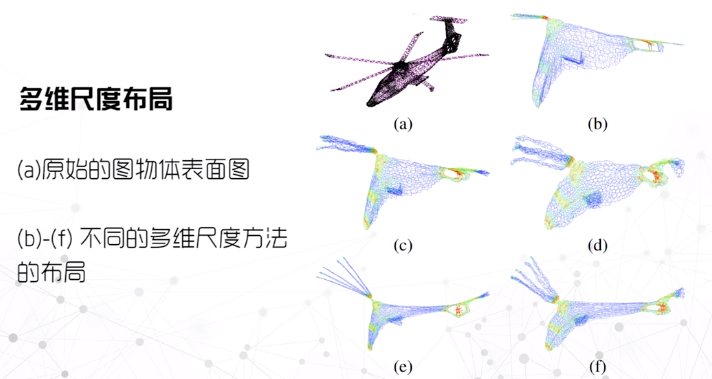 多维尺度布局
(a)原始的图物体表面图
(b)-(f) 不同的多维尺度方法
的布局
(a)
(b)
(c)
(d)
(e)
(f)